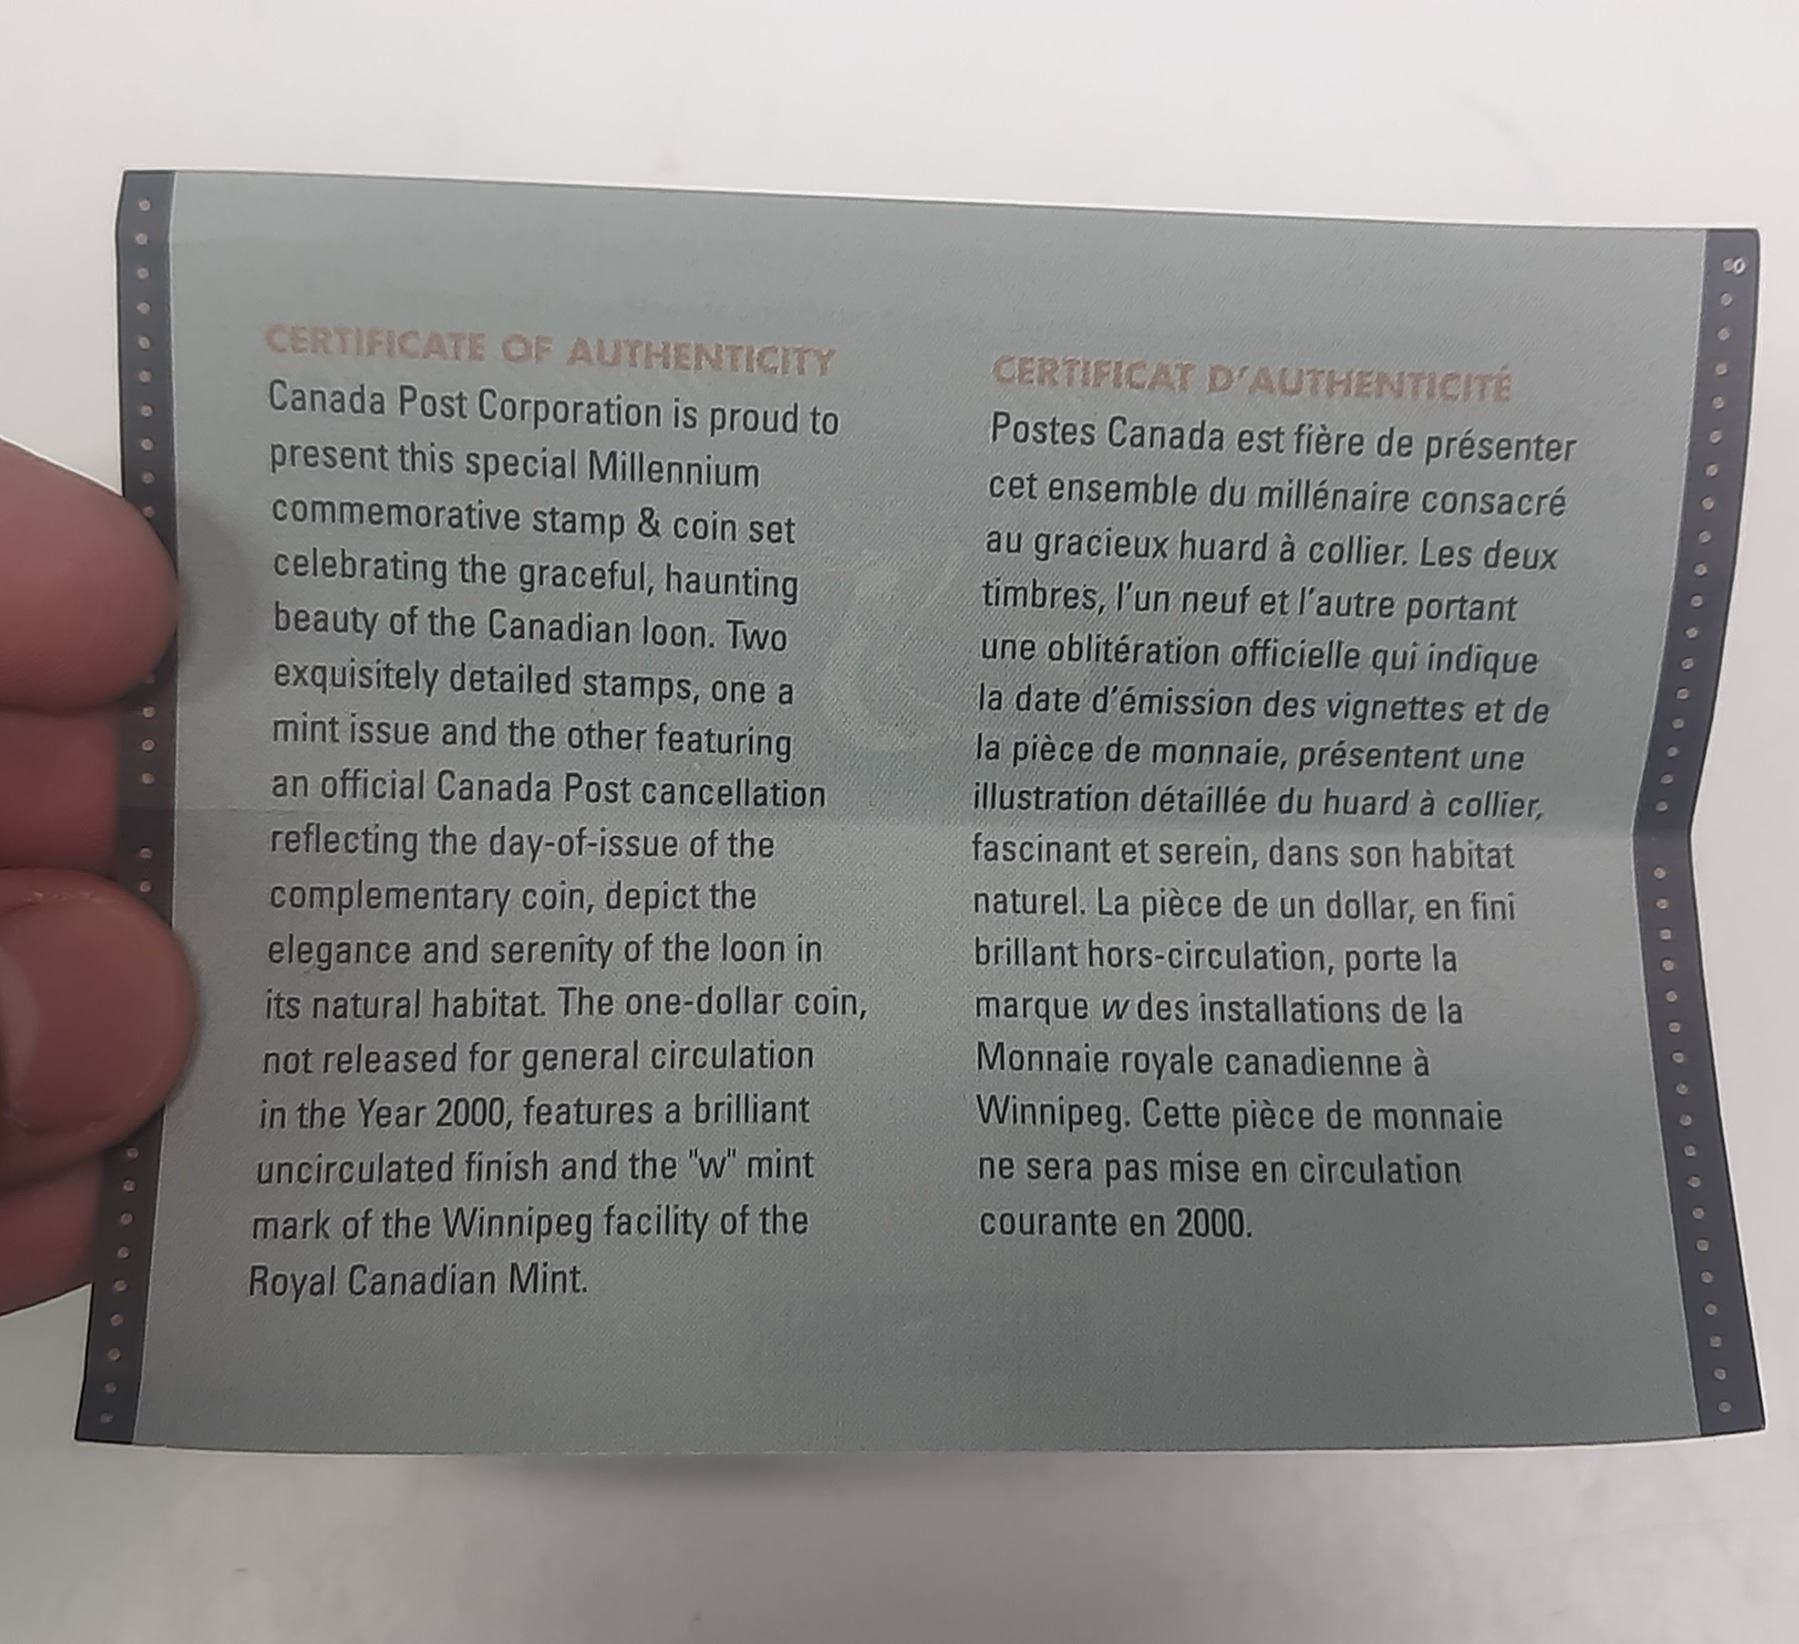 CERTIFICATE OF AUTHENTICITY
Canada Post Corporation is proud to
present this special Millennium
commemorative stamp & coin set
celebrating the graceful, haunting
beauty of the Canadian loon. Two
exquisitely detailed stamps, one a
mint issue and the other featuring
an official Canada Post cancellation
reflecting the day-of-issue of the
complementary coin, depict the
elegance and serenity of the loon in
its natural habitat. The one-dollar coin,
not released for general circulation
in the Year 2000, features a brilliant
uncirculated finish and the "w" mint
mark of the Winnipeg facility of the
Royal Canadian Mint.
CERTIFICAT D'AUTHENTICITÉ
Postes Canada est fière de présenter
cet ensemble du millénaire consacré
au gracieux huard à collier. Les deux
timbres, l'un neuf et l'autre portant
une oblitération officielle qui indique
la date d'émission des vignettes et de
la pièce de monnaie, présentent une
illustration détaillée du huard à collier,
fascinant et serein, dans son habitat
naturel. La pièce de un dollar, en fini
brillant hors-circulation, porte la
marque w des installations de la
Monnaie royale canadienne à
Winnipeg. Cette pièce de monnaie
ne sera pas mise en circulation
courante en 2000.